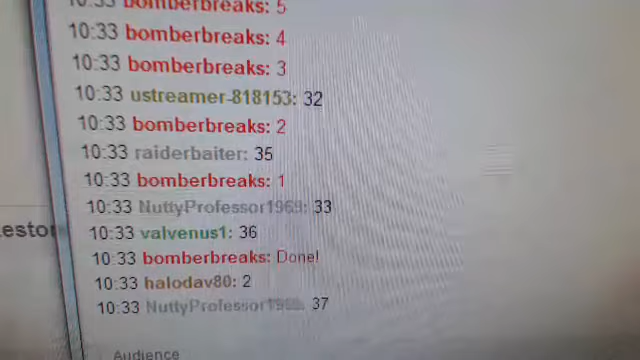 10:33 bomberbreaks: 5
10:33 bomberbreaks: 4
10:33 bomberbreaks: 3
10:33 ustreamer-818153: 32
10:33 bomberbreaks: 2
10:33 raiderbaiter: 35
10:33 bomberbreaks: 1
10:33 NuttyProfessor1969: 33
10:33 valvenus1: 36
10:33 bomberbreaks: Done!
10:33 halodav80: 2
10:33 NuttyProfessor1969: 37
Audience